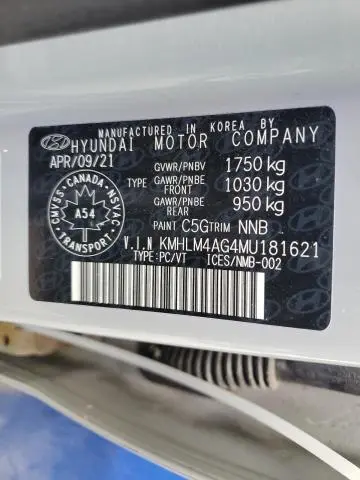 MANUFACTURED IN KOREA BY
HYUNDAI MOTOR COMPANY
APR/09/21
GVWR/PNBV 1750 kg
TYPE GAWR/PNBE FRONT 1030 kg
GAWR/PNBE REAR 950 kg
PAINT C5G TRIM NNB
V.I.N KMHLM4AG4MU181621
TYPE:PC/VT ICES/NMB-002
CMVSS - CANADA - NSVAC
A54
TRANSPORT